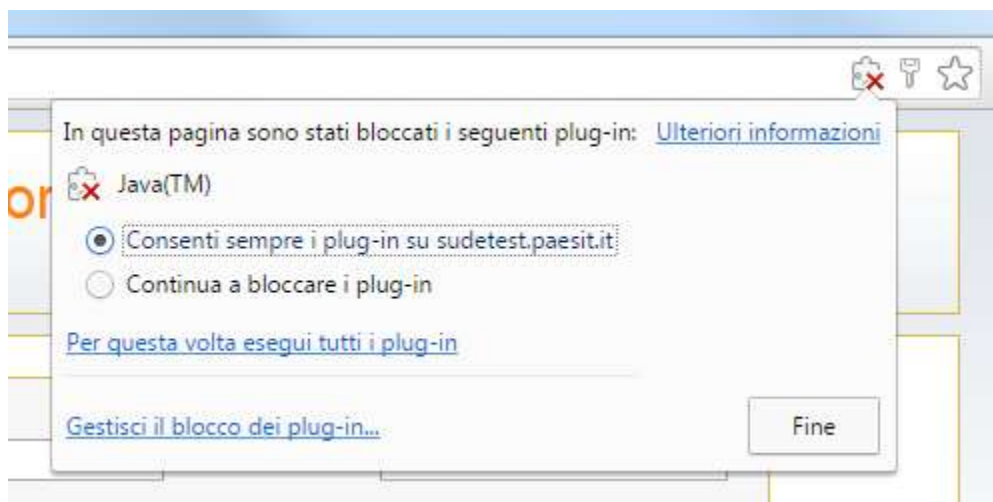 In questa pagina sono stati bloccati i seguenti plug-in: Ulteriori informazioni
Java(TM)
or
Consenti sempre i plug-in su sudetest.paesit.it
Continua a bloccare i plug-in
Per questa volta esegui tutti i plug-in
Gestisci il blocco dei plug-in...
Fine